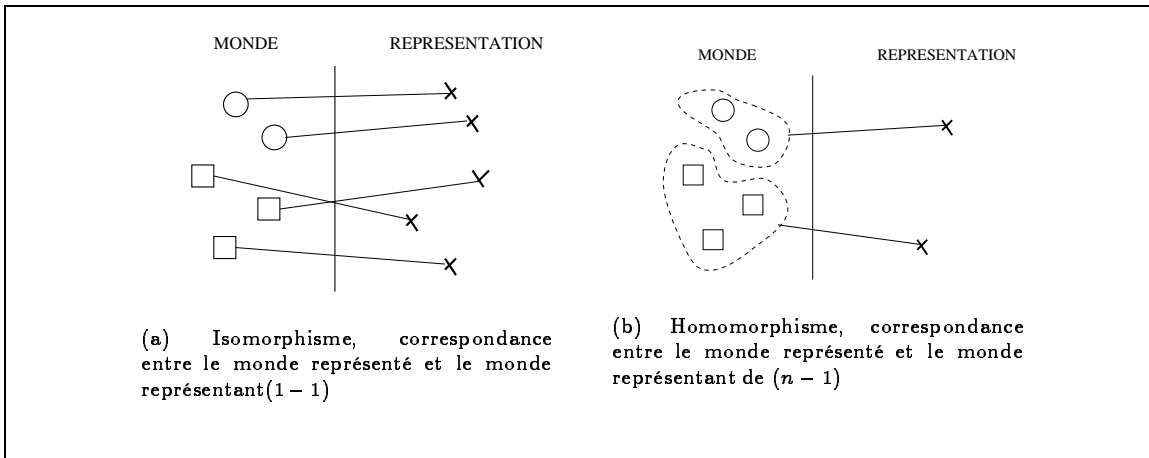 MONDE
REPRESENTATION
(a) Isomorphisme, correspondance
entre le monde représenté et le monde
représentant(1 − 1)
MONDE
REPRESENTATION
(b) Homomorphisme, correspondance
entre le monde représenté et le monde
représentant de (n − 1)